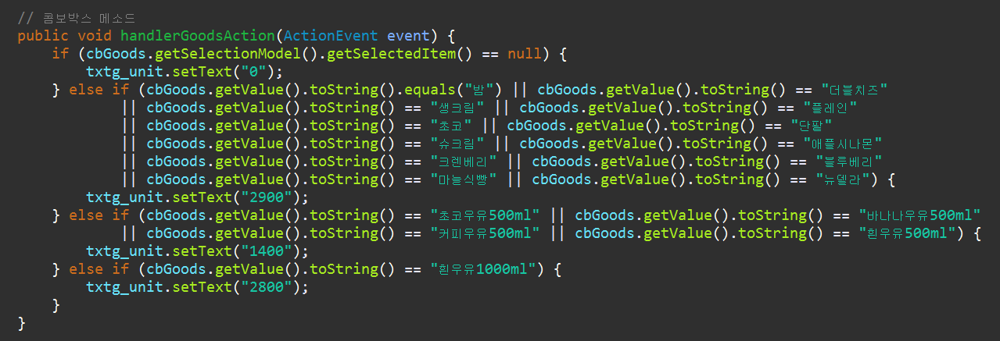 // 콤보박스 메소드
public void handlerGoodsAction(ActionEvent event) {
if (cbGoods.getSelectionModel().getSelectedItem() == null) {
txtg_unit.setText("0");
} else if (cbGoods.getValue().toString().equals("밤") || cbGoods.getValue().toString() == "더블치즈"
|| cbGoods.getValue().toString() == "생크림" || cbGoods.getValue().toString() == "플레인"
|| cbGoods.getValue().toString() == "초코" || cbGoods.getValue().toString() == "단팥"
|| cbGoods.getValue().toString() == "슈크림" || cbGoods.getValue().toString() == "애플시나몬"
|| cbGoods.getValue().toString() == "크렌베리" || cbGoods.getValue().toString() == "블루베리"
|| cbGoods.getValue().toString() == "마늘식빵" || cbGoods.getValue().toString() == "뉴델라") {
txtg_unit.setText("2900");
} else if (cbGoods.getValue().toString() == "초코우유500ml" || cbGoods.getValue().toString() == "바나나우유500ml"
|| cbGoods.getValue().toString() == "커피우유500ml" || cbGoods.getValue().toString() == "흰우유500ml") {
txtg_unit.setText("1400");
} else if (cbGoods.getValue().toString() == "흰우유1000ml") {
txtg_unit.setText("2800");
}
}